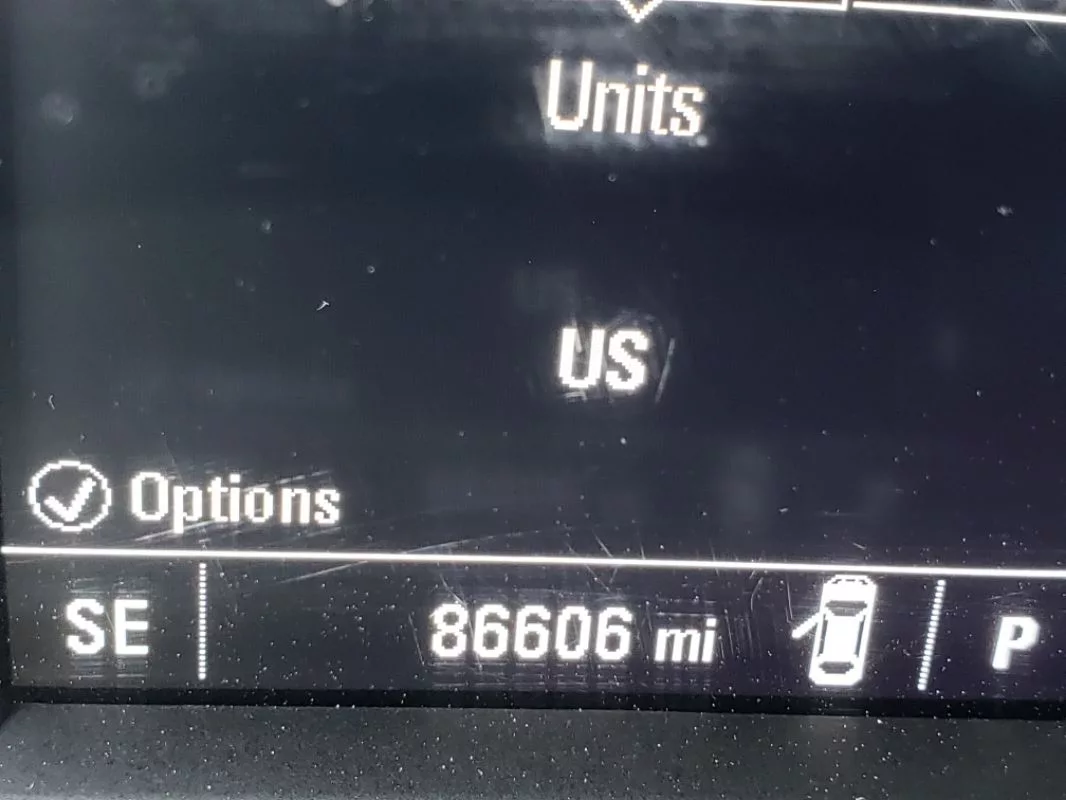 Units
US
Options
SE 86606 mi P